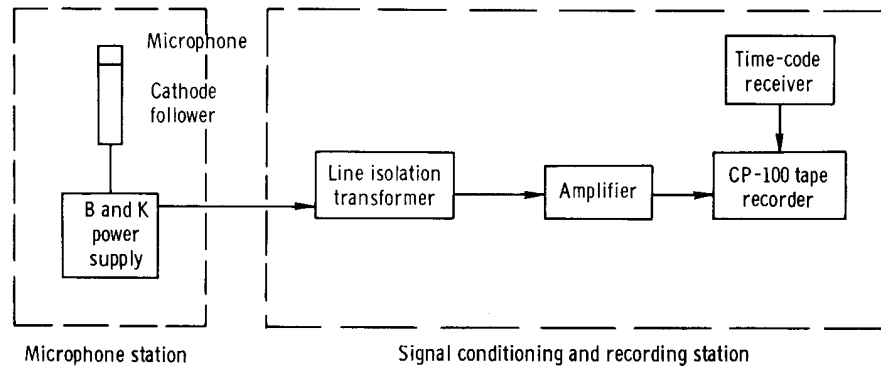 Microphone
Cathode
follower
B and K
power
supply
Microphone station
Line isolation
transformer
Amplifier
Time-code
receiver
CP-100 tape
recorder
Signal conditioning and recording station